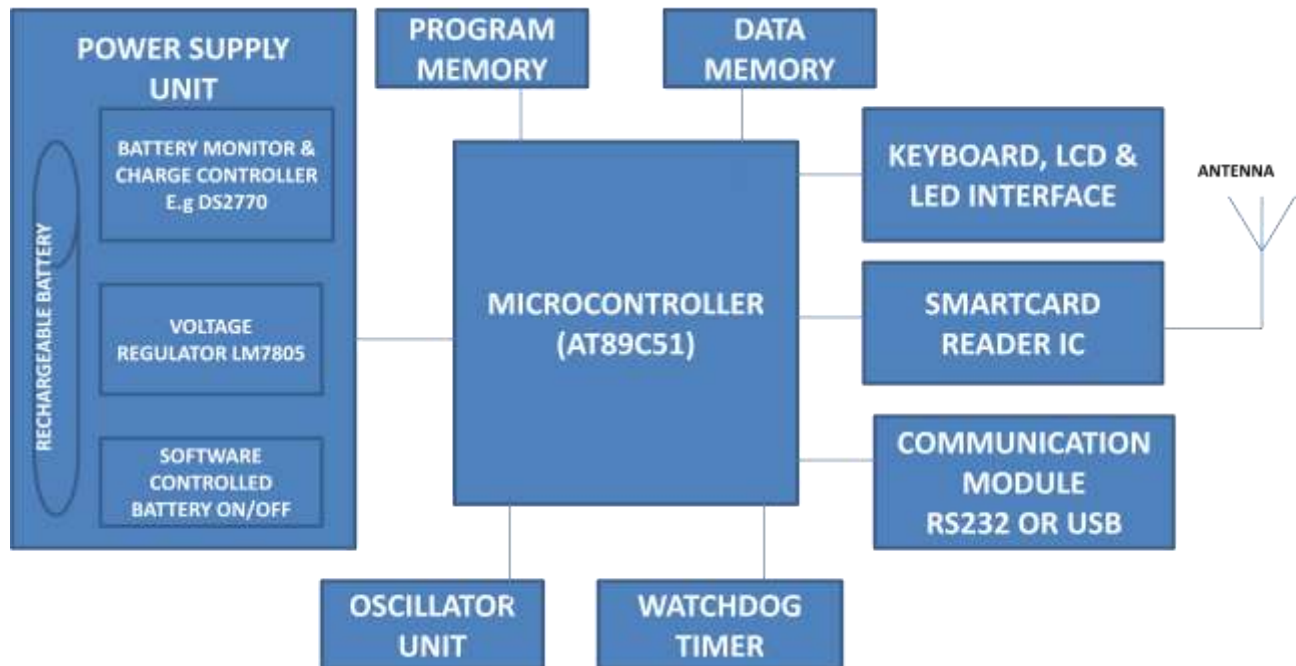 POWER SUPPLY
UNIT
BATTERY MONITOR &
CHARGE CONTROLLER
E.g DS2770
RECHARGEABLE BATTERY
VOLTAGE
REGULATOR LM7805
SOFTWARE
CONTROLLED
BATTERY ON/OFF
PROGRAM
MEMORY
DATA
MEMORY
MICROCONTROLLER
(AT89C51)
KEYBOARD, LCD &
LED INTERFACE
ANTENNA
SMARTCARD
READER IC
COMMUNICATION
MODULE
RS232 OR USB
OSCILLATOR
UNIT
WATCHDOG
TIMER